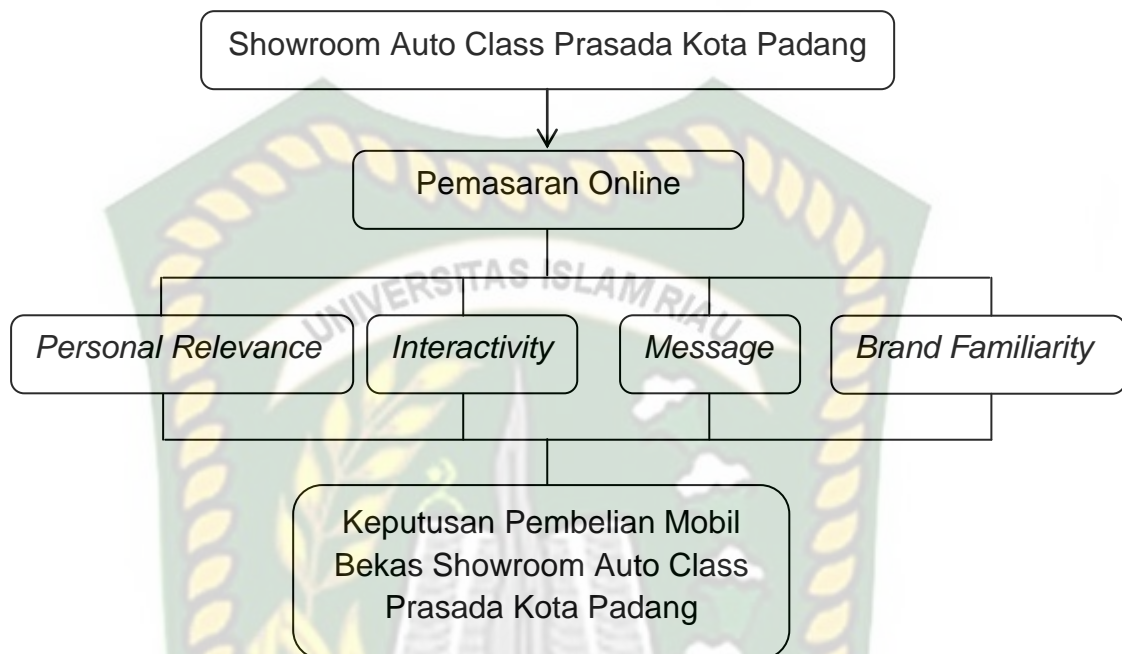 Showroom Auto Class Prasada Kota Padang
Pemasaran Online
UNIVERSITAS ISLAM RIAU
Personal Relevance
Interactivity
Message
Brand Familiarity
Keputusan Pembelian Mobil
Bekas Showroom Auto Class
Prasada Kota Padang